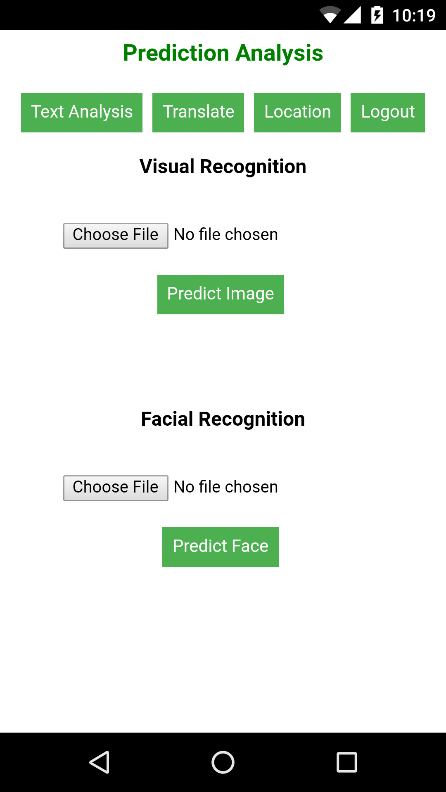 10:19
Prediction Analysis
Text Analysis Translate Location Logout
Visual Recognition
Choose File No file chosen
Predict Image
Facial Recognition
Choose File No file chosen
Predict Face